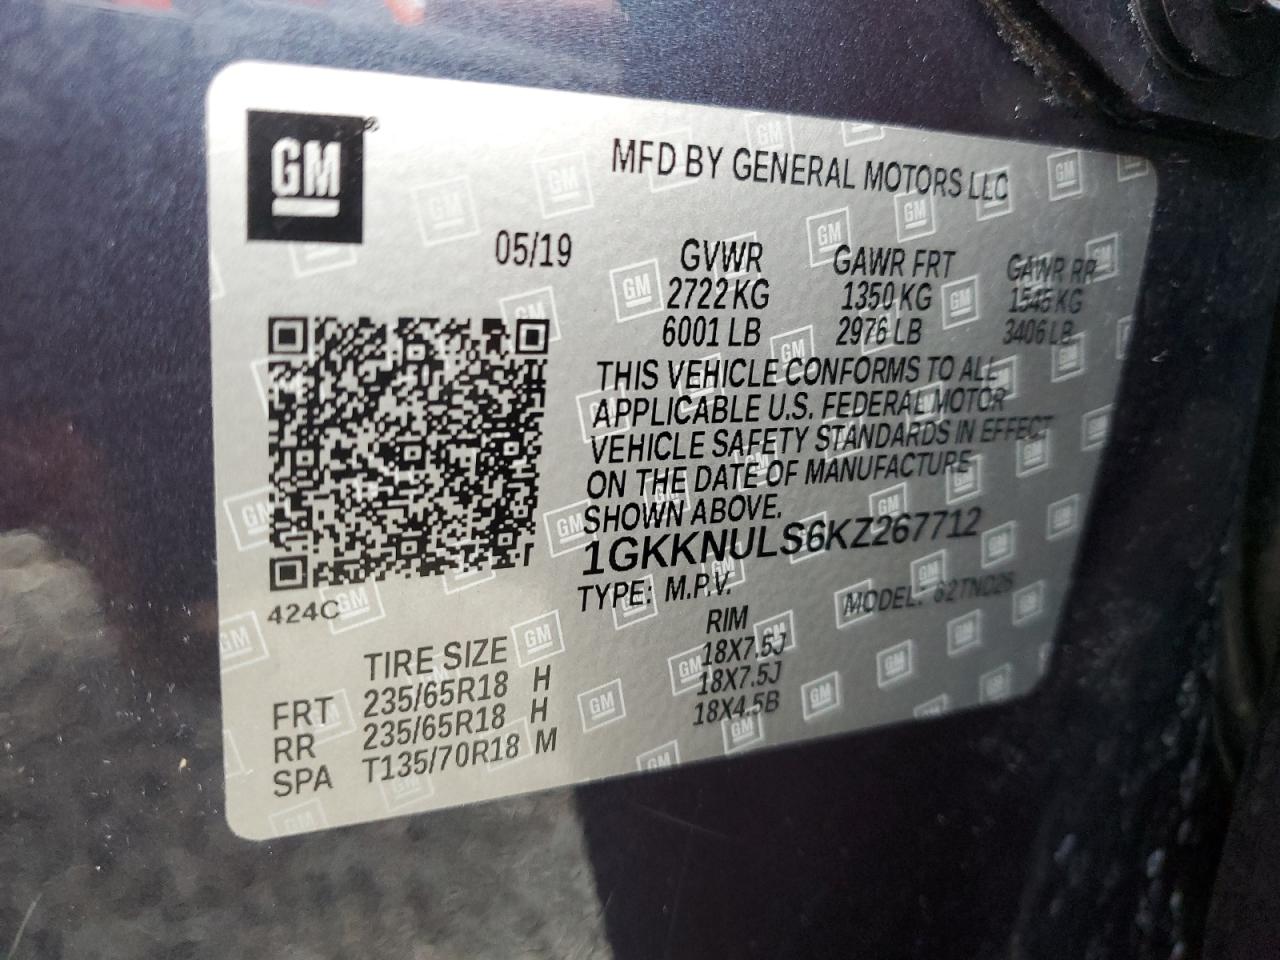 GM
MFD BY GENERAL MOTORS LLC
05/19
GVWR GAWR FRT GAWR RR
2722 KG 1350 KG 1545 KG
6001 LB 2976 LB 3406 LB
THIS VEHICLE CONFORMS TO ALL
APPLICABLE U.S. FEDERAL MOTOR
VEHICLE SAFETY STANDARDS IN EFFECT
ON THE DATE OF MANUFACTURE
SHOWN ABOVE.
1GKKNULS6KZ267712
TYPE: M.P.V. MODEL:
424C
TIRE SIZE RIM
FRT 235/65R18 H 18X7.5J
RR 235/65R18 H 18X7.5J
SPA T135/70R18 M 18X4.5B